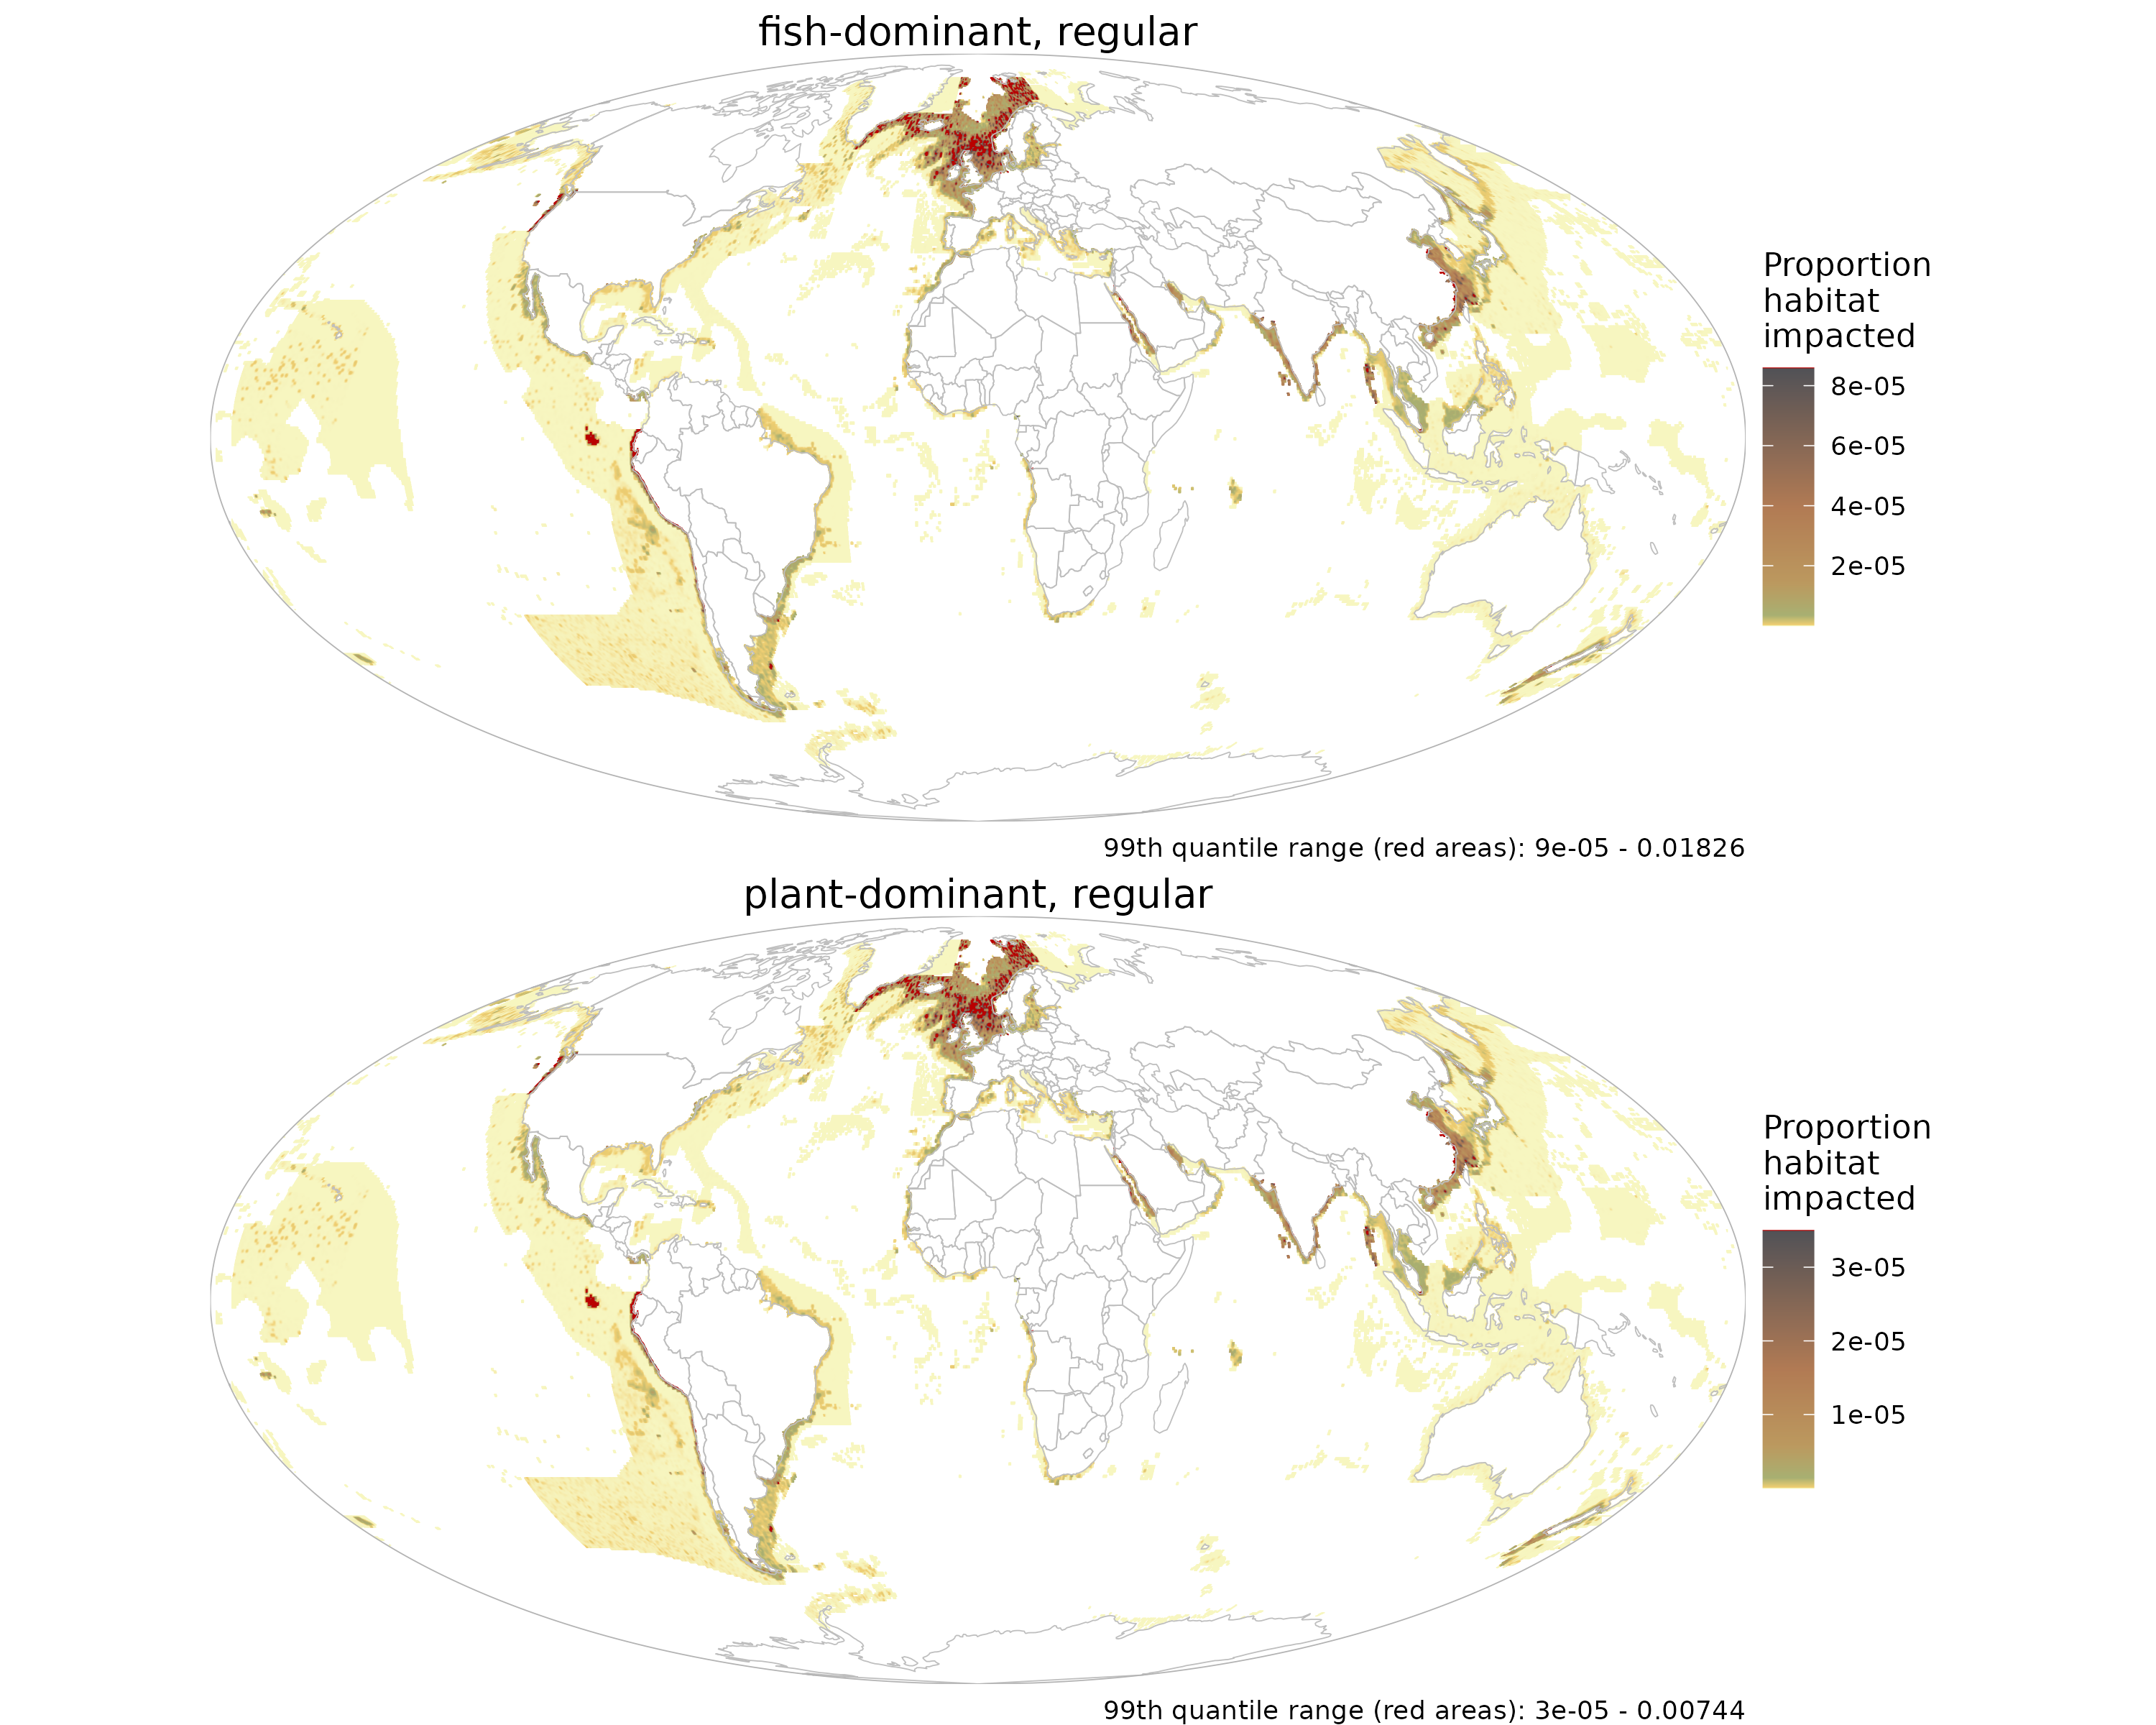 fish-dominant, regular
Proportion
habitat
impacted
8e-05
6e-05
4e-05
2e-05
99th quantile range (red areas): 9e-05 - 0.01826
plant-dominant, regular
Proportion
habitat
impacted
3e-05
2e-05
1e-05
99th quantile range (red areas): 3e-05 - 0.00744